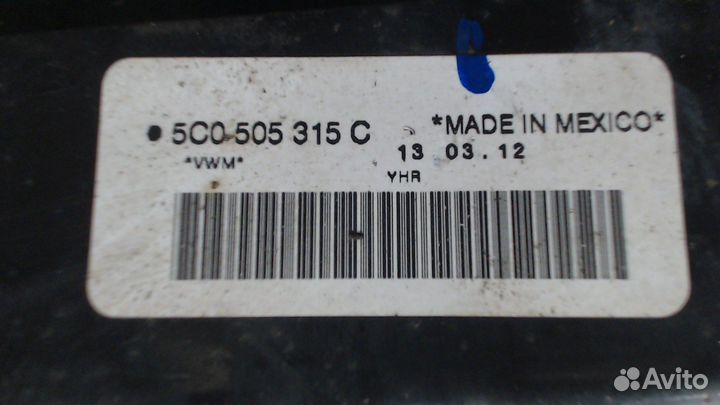 5C0 505 315 C *MADE IN MEXICO*
*VWM* 13 03.12
YHR
Avito